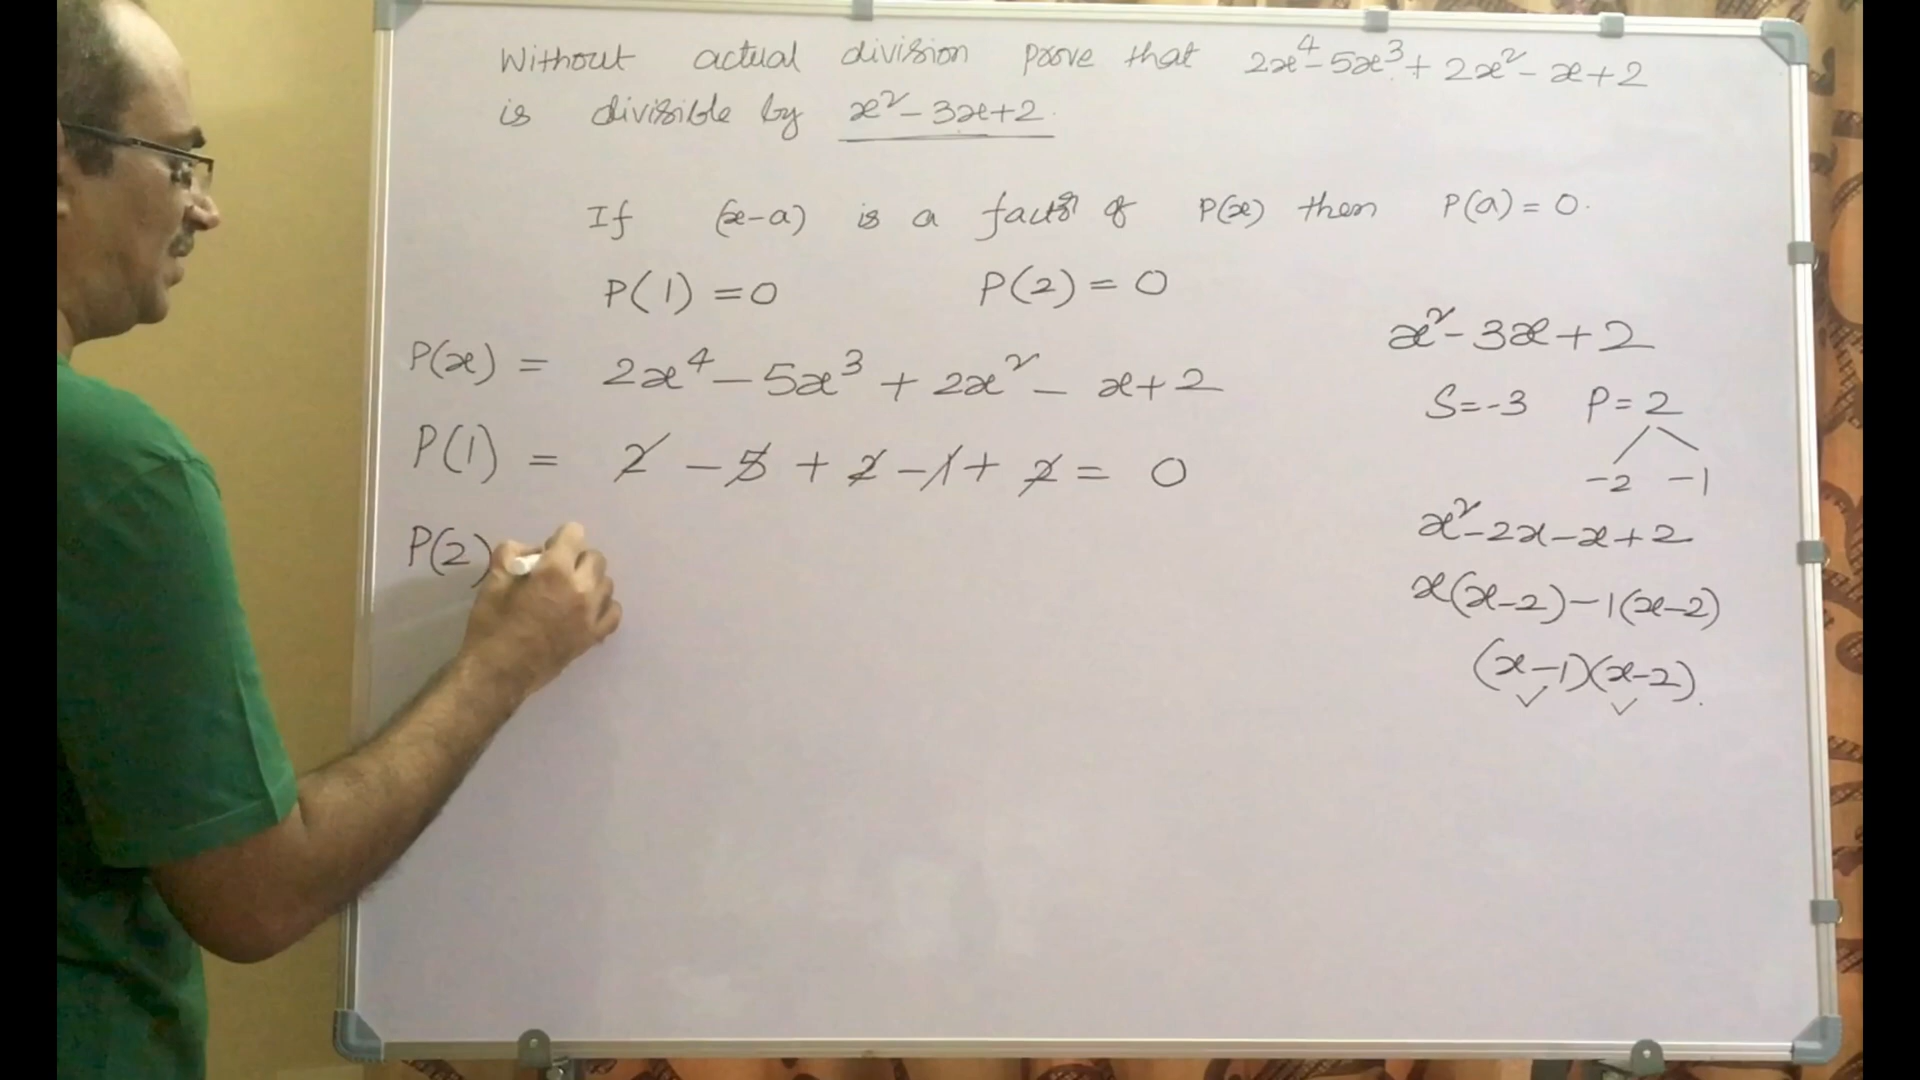 Without actual division prove that 2x⁴-5x³+2x²-x+2
is divisible by x²-3x+2.
If (x-a) is a factor of P(x) then P(a)=0.
P(1)=0 P(2)=0
P(x) = 2x⁴-5x³+2x²-x+2
P(1) = 2-5+2-1+2= 0
P(2)
x²-3x+2
S=-3 P=2
-2 -1
x²-2x-x+2
x(x-2)-1(x-2)
(x-1)(x-2).